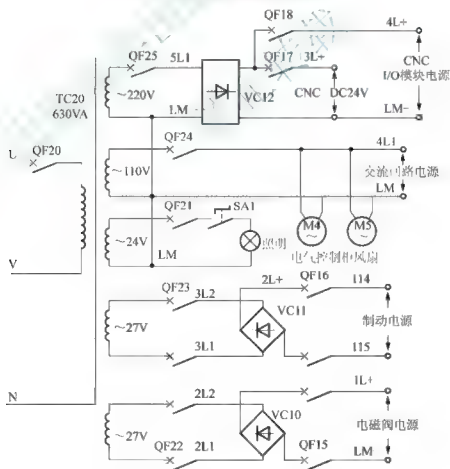 QF18
4L+
QF25
5L1
QF17
3L+
CNC
I/O模块电源
TC20
630VA
~220V
VC12
CNC
DC24V
LM
LM-
QF24
4L1
QF20
~110V
交流回路电源
LM
QF21
SA1
M4
~
M5
~
~24V
照明
LM
电气控制柜风扇
V
QF23
3L2
2L+
QF16
114
VC11
~27V
制动电源
3L1
115
N
2L2
1L+
VC10
~27V
电磁阀电源
QF22
2L1
QF15
LM